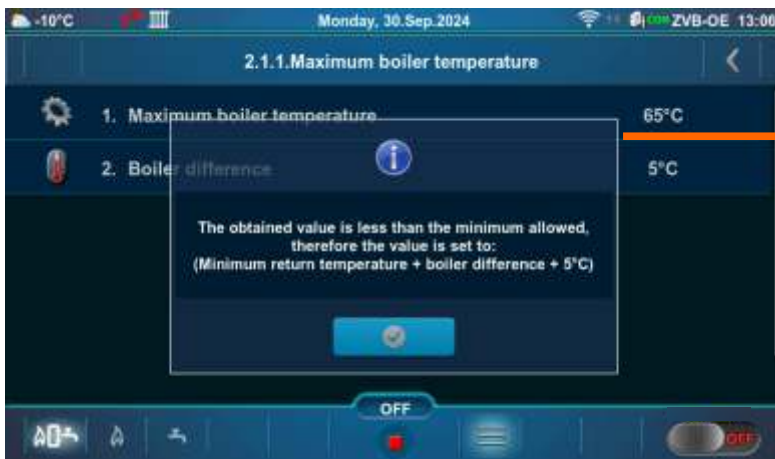 -10°C Monday, 30.Sep.2024 ZVB-OE 13:06
2.1.1.Maximum boiler temperature
1. Maximum boiler temperature 65°C
2. Boiler difference 5°C
The obtained value is less than the minimum allowed,
therefore the value is set to:
(Minimum return temperature + boiler difference + 5°C)
OFF
OFF